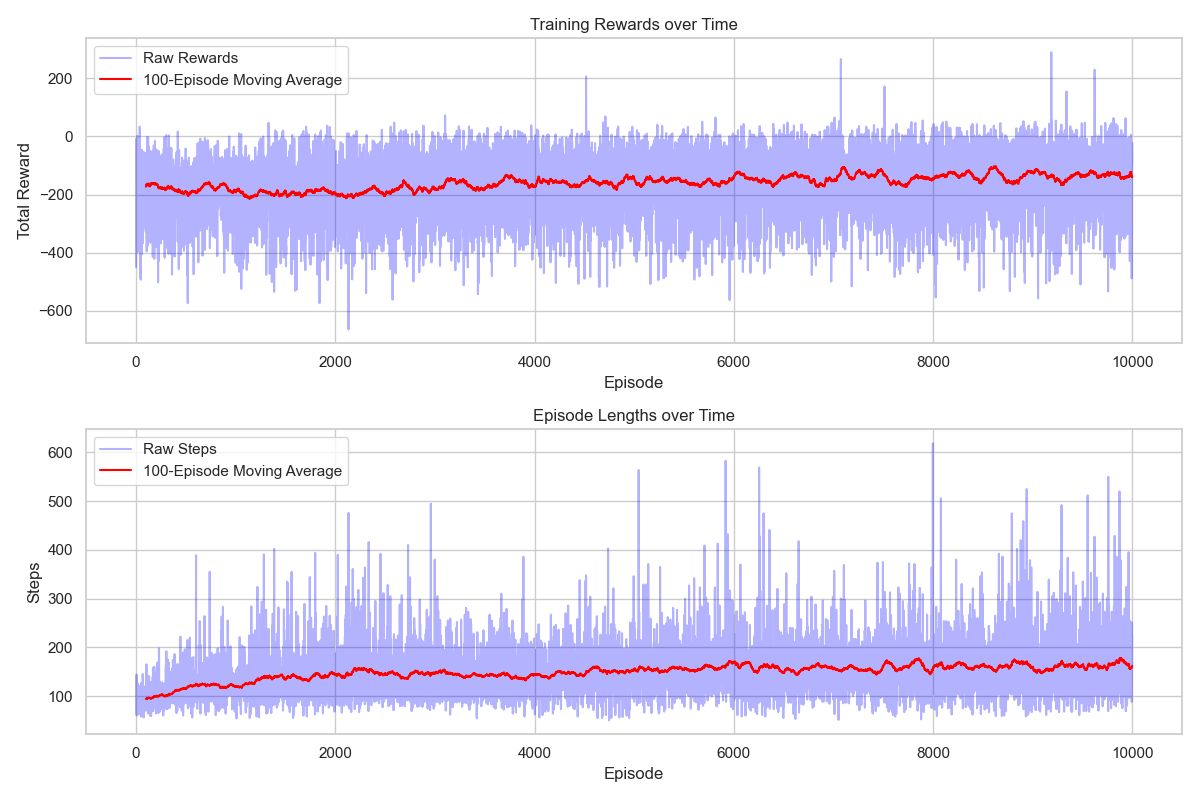 Training Rewards over Time
Raw Rewards
100-Episode Moving Average
Total Reward
200
0
−200
−400
−600
0 2000 4000 6000 8000 10000
Episode
Episode Lengths over Time
Raw Steps
100-Episode Moving Average
Steps
600
500
400
300
200
100
0 2000 4000 6000 8000 10000
Episode